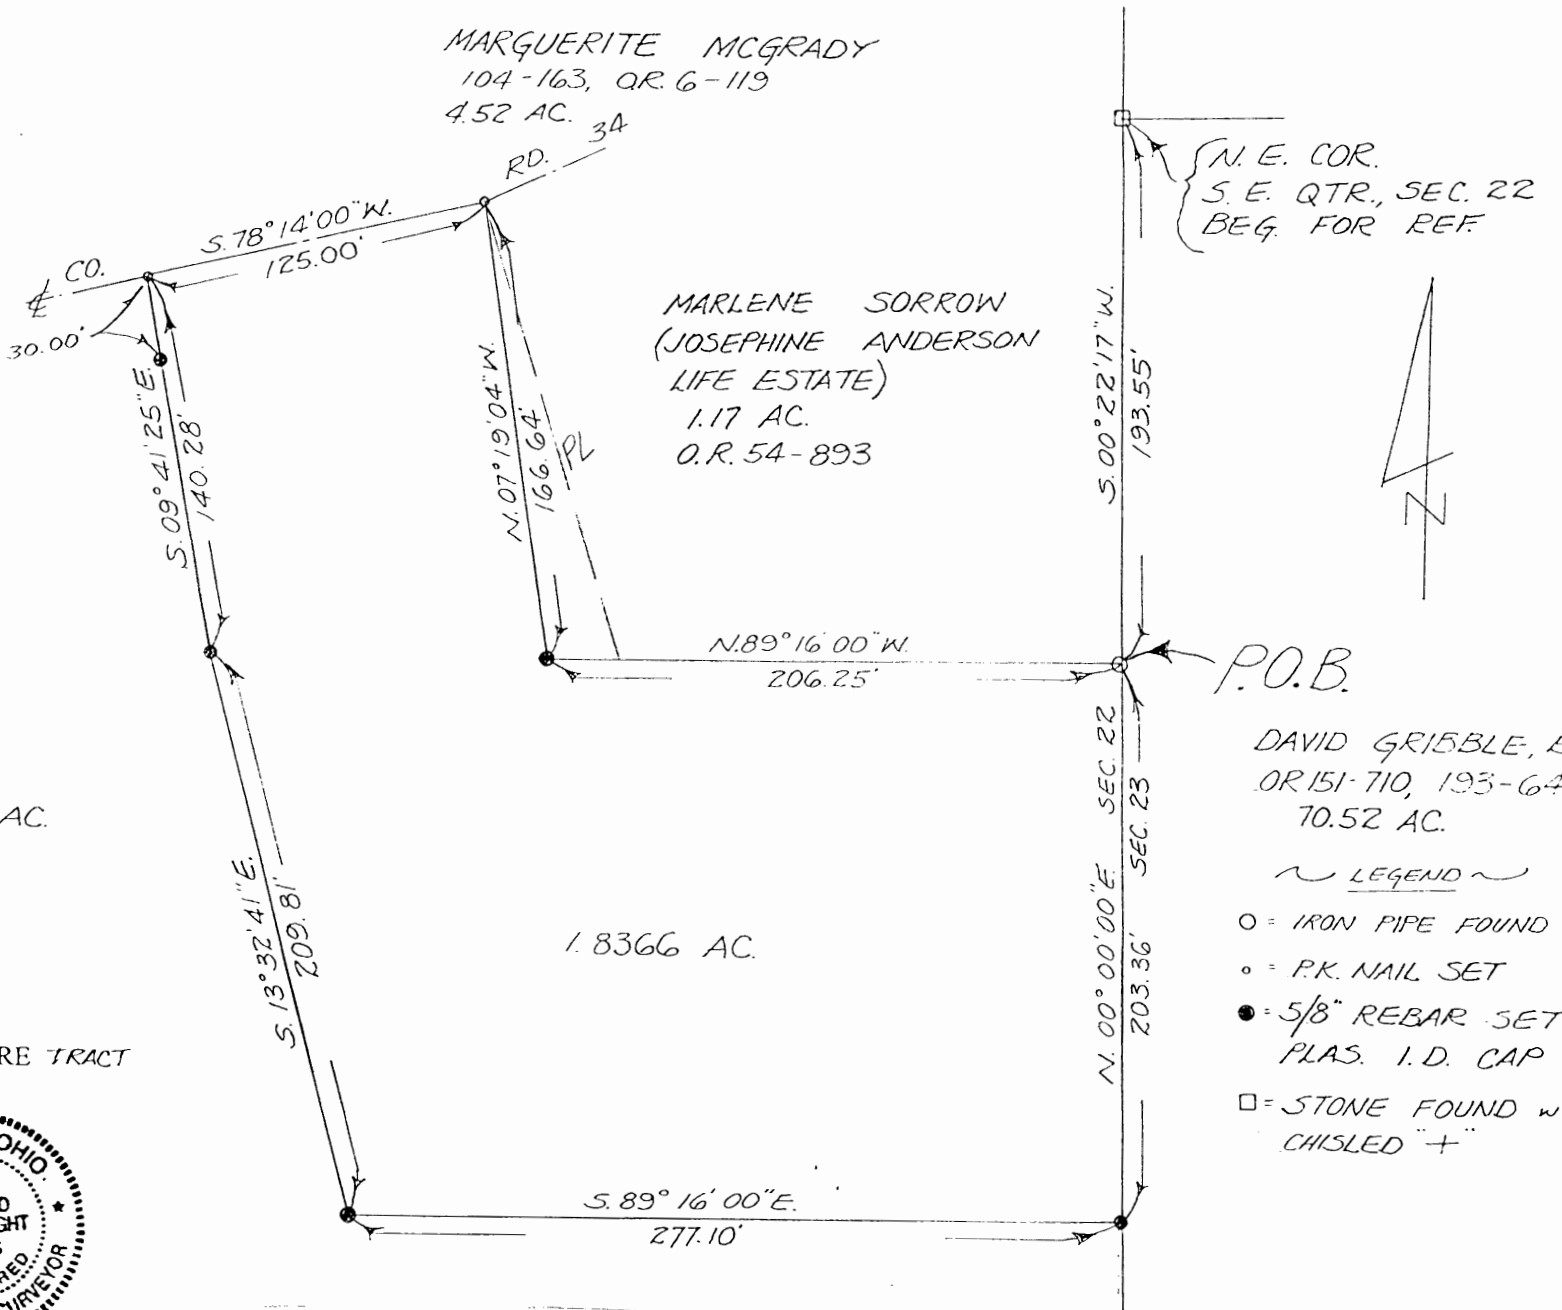 MARGUERITE MCGRADY
104-163, O.R. 6-119
4.52 AC.
RD. 34
S. 78° 14' 00" W.
125.00'
℄ CO.
30.00'
N. E. COR.
S. E. QTR., SEC. 22
BEG. FOR REF.
MARLENE SORROW
(JOSEPHINE ANDERSON
LIFE ESTATE)
1.17 AC.
O.R. 54-893
S. 09° 41' 25" E.
140.28'
N. 07° 19' 04" W.
166.64'
PL
S. 00° 22' 17" W.
193.55'
N
N. 89° 16' 00" W.
206.25'
P.O.B.
DAVID GRIBBLE,
OR 151-710, 193-64
70.52 AC.
AC.
SEC. 22
SEC. 23
N. 00° 00' 00" E.
203.36'
S. 13° 32' 41" E.
209.81'
1.8366 AC.
~ LEGEND ~
○ = IRON PIPE FOUND
o = P.K. NAIL SET
● = 5/8" REBAR SET
PLAS. I.D. CAP
□ = STONE FOUND W
CHISLED "+"
RE TRACT
OHIO
SURVEYOR
S. 89° 16' 00" E.
277.10'